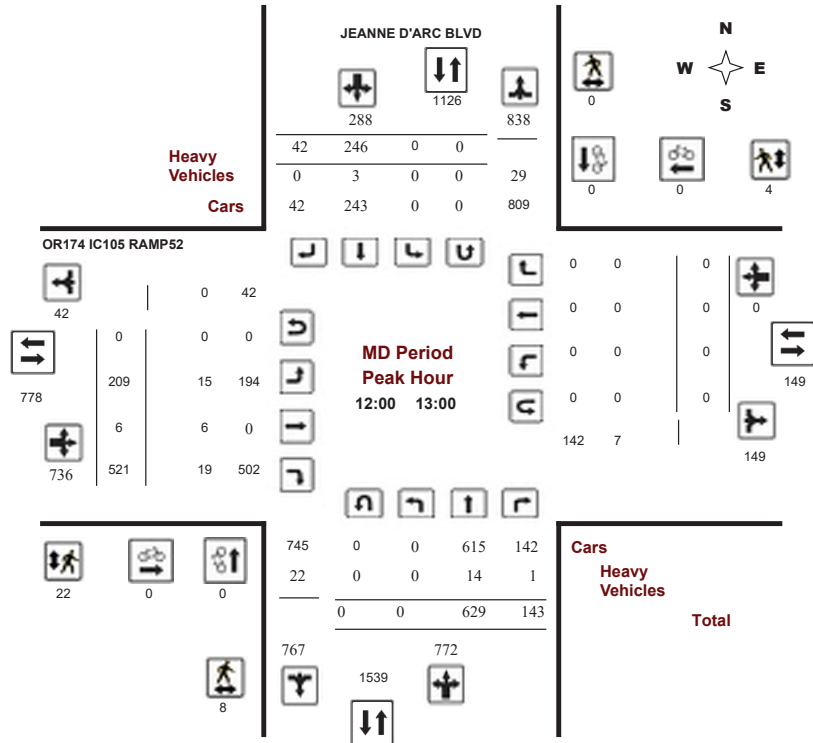 JEANNE D'ARC BLVD
N
W E
S
1126
0
288 838
42 246 0 0
Heavy
Vehicles
0 3 0 0 29
0 0 4
Cars 42 243 0 0 809
OR174 IC105 RAMP52
0 42
42
0 0 0
0 0 0
0
0 0 0
778
209 15 194
MD Period
Peak Hour
12:00 13:00
0 0 0
149
0 0 0
6 6 0
142 7
149
736 521 19 502
745 0 0 615 142 Cars
22 0 0 14 1 Heavy
Vehicles
22 0 0
0 0 629 143 Total
767 772
1539
8